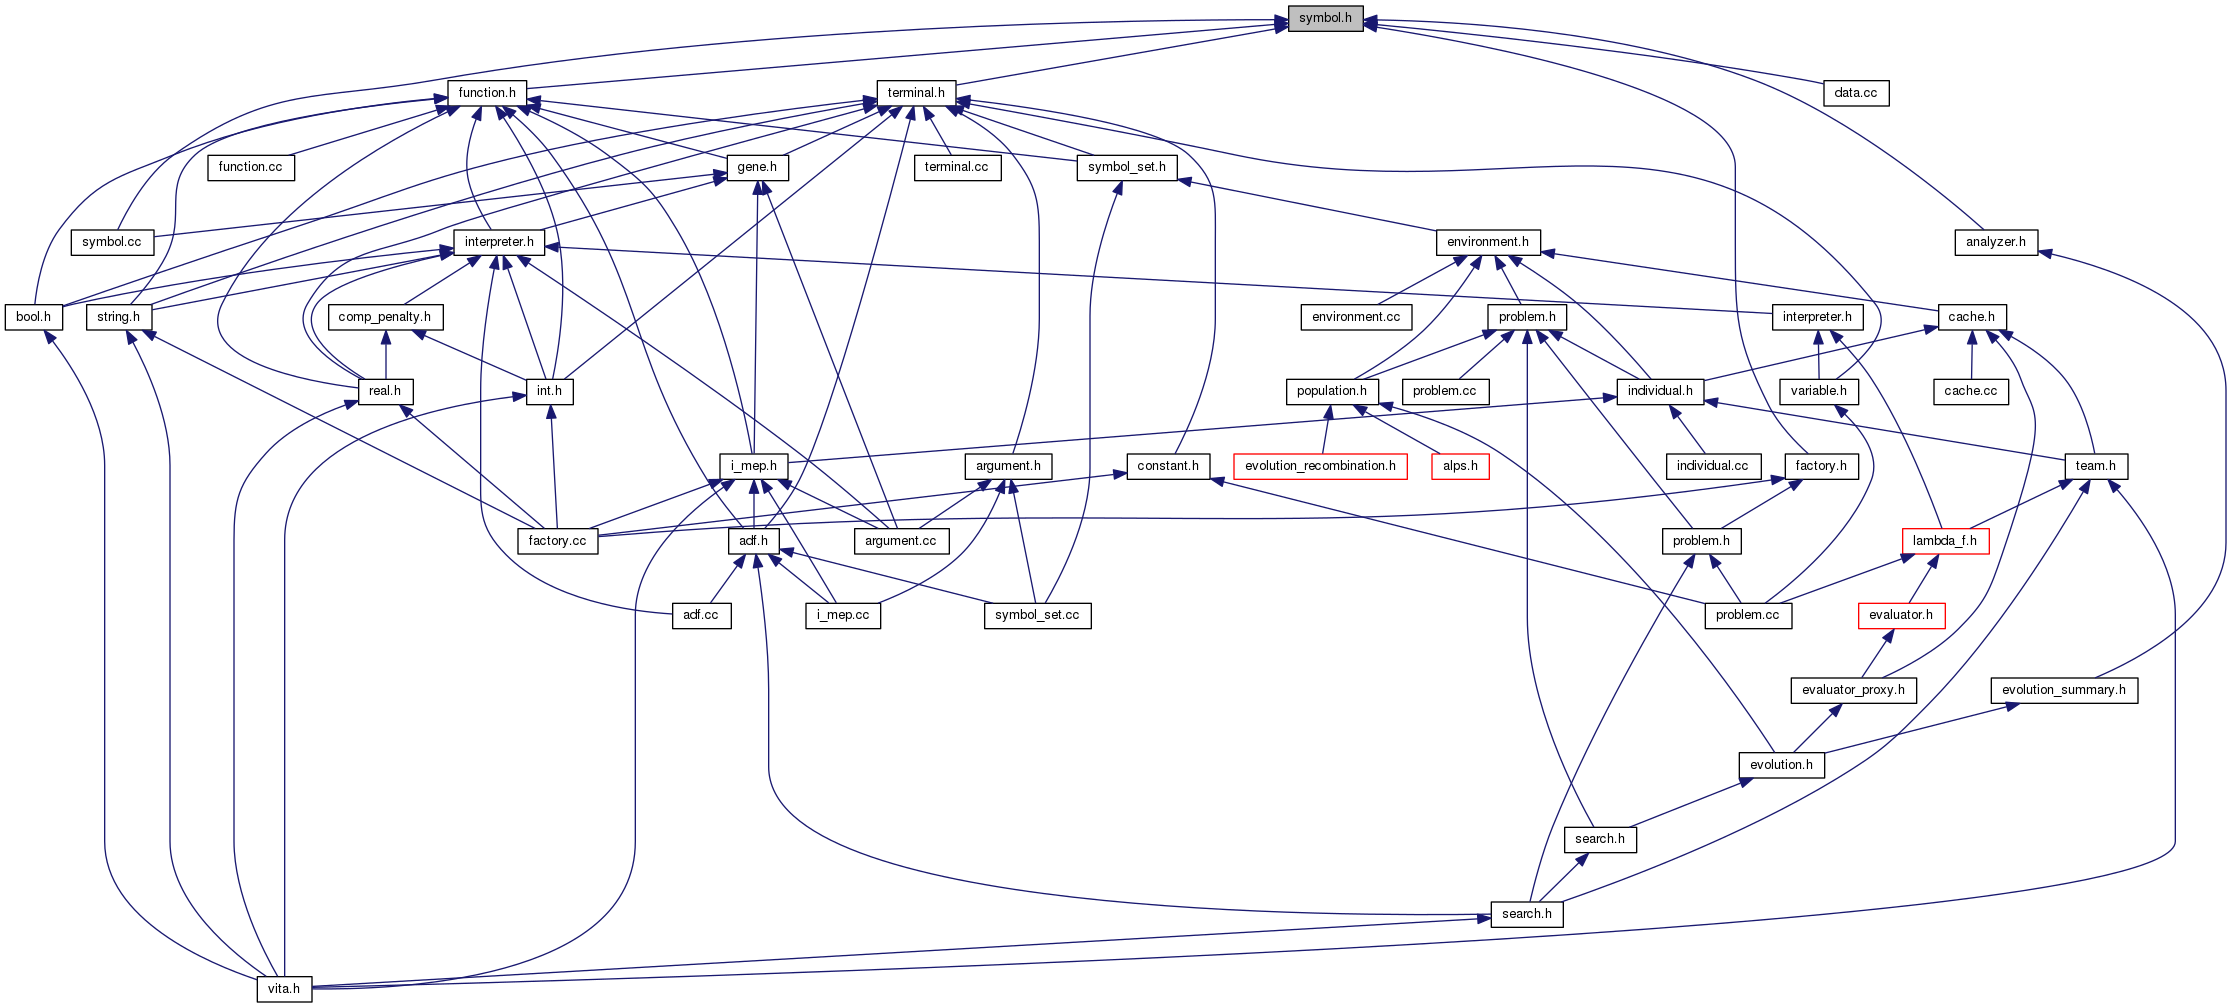 symbol.h
function.h
terminal.h
data.cc
function.cc
gene.h
terminal.cc
symbol_set.h
symbol.cc
interpreter.h
environment.h
analyzer.h
bool.h
string.h
comp_penalty.h
environment.cc
problem.h
interpreter.h
cache.h
real.h
int.h
population.h
problem.cc
individual.h
variable.h
cache.cc
i_mep.h
argument.h
constant.h
evolution_recombination.h
alps.h
individual.cc
factory.h
team.h
factory.cc
adf.h
argument.cc
problem.h
lambda_f.h
adf.cc
i_mep.cc
symbol_set.cc
problem.cc
evaluator.h
evaluator_proxy.h
evolution_summary.h
evolution.h
search.h
search.h
vita.h